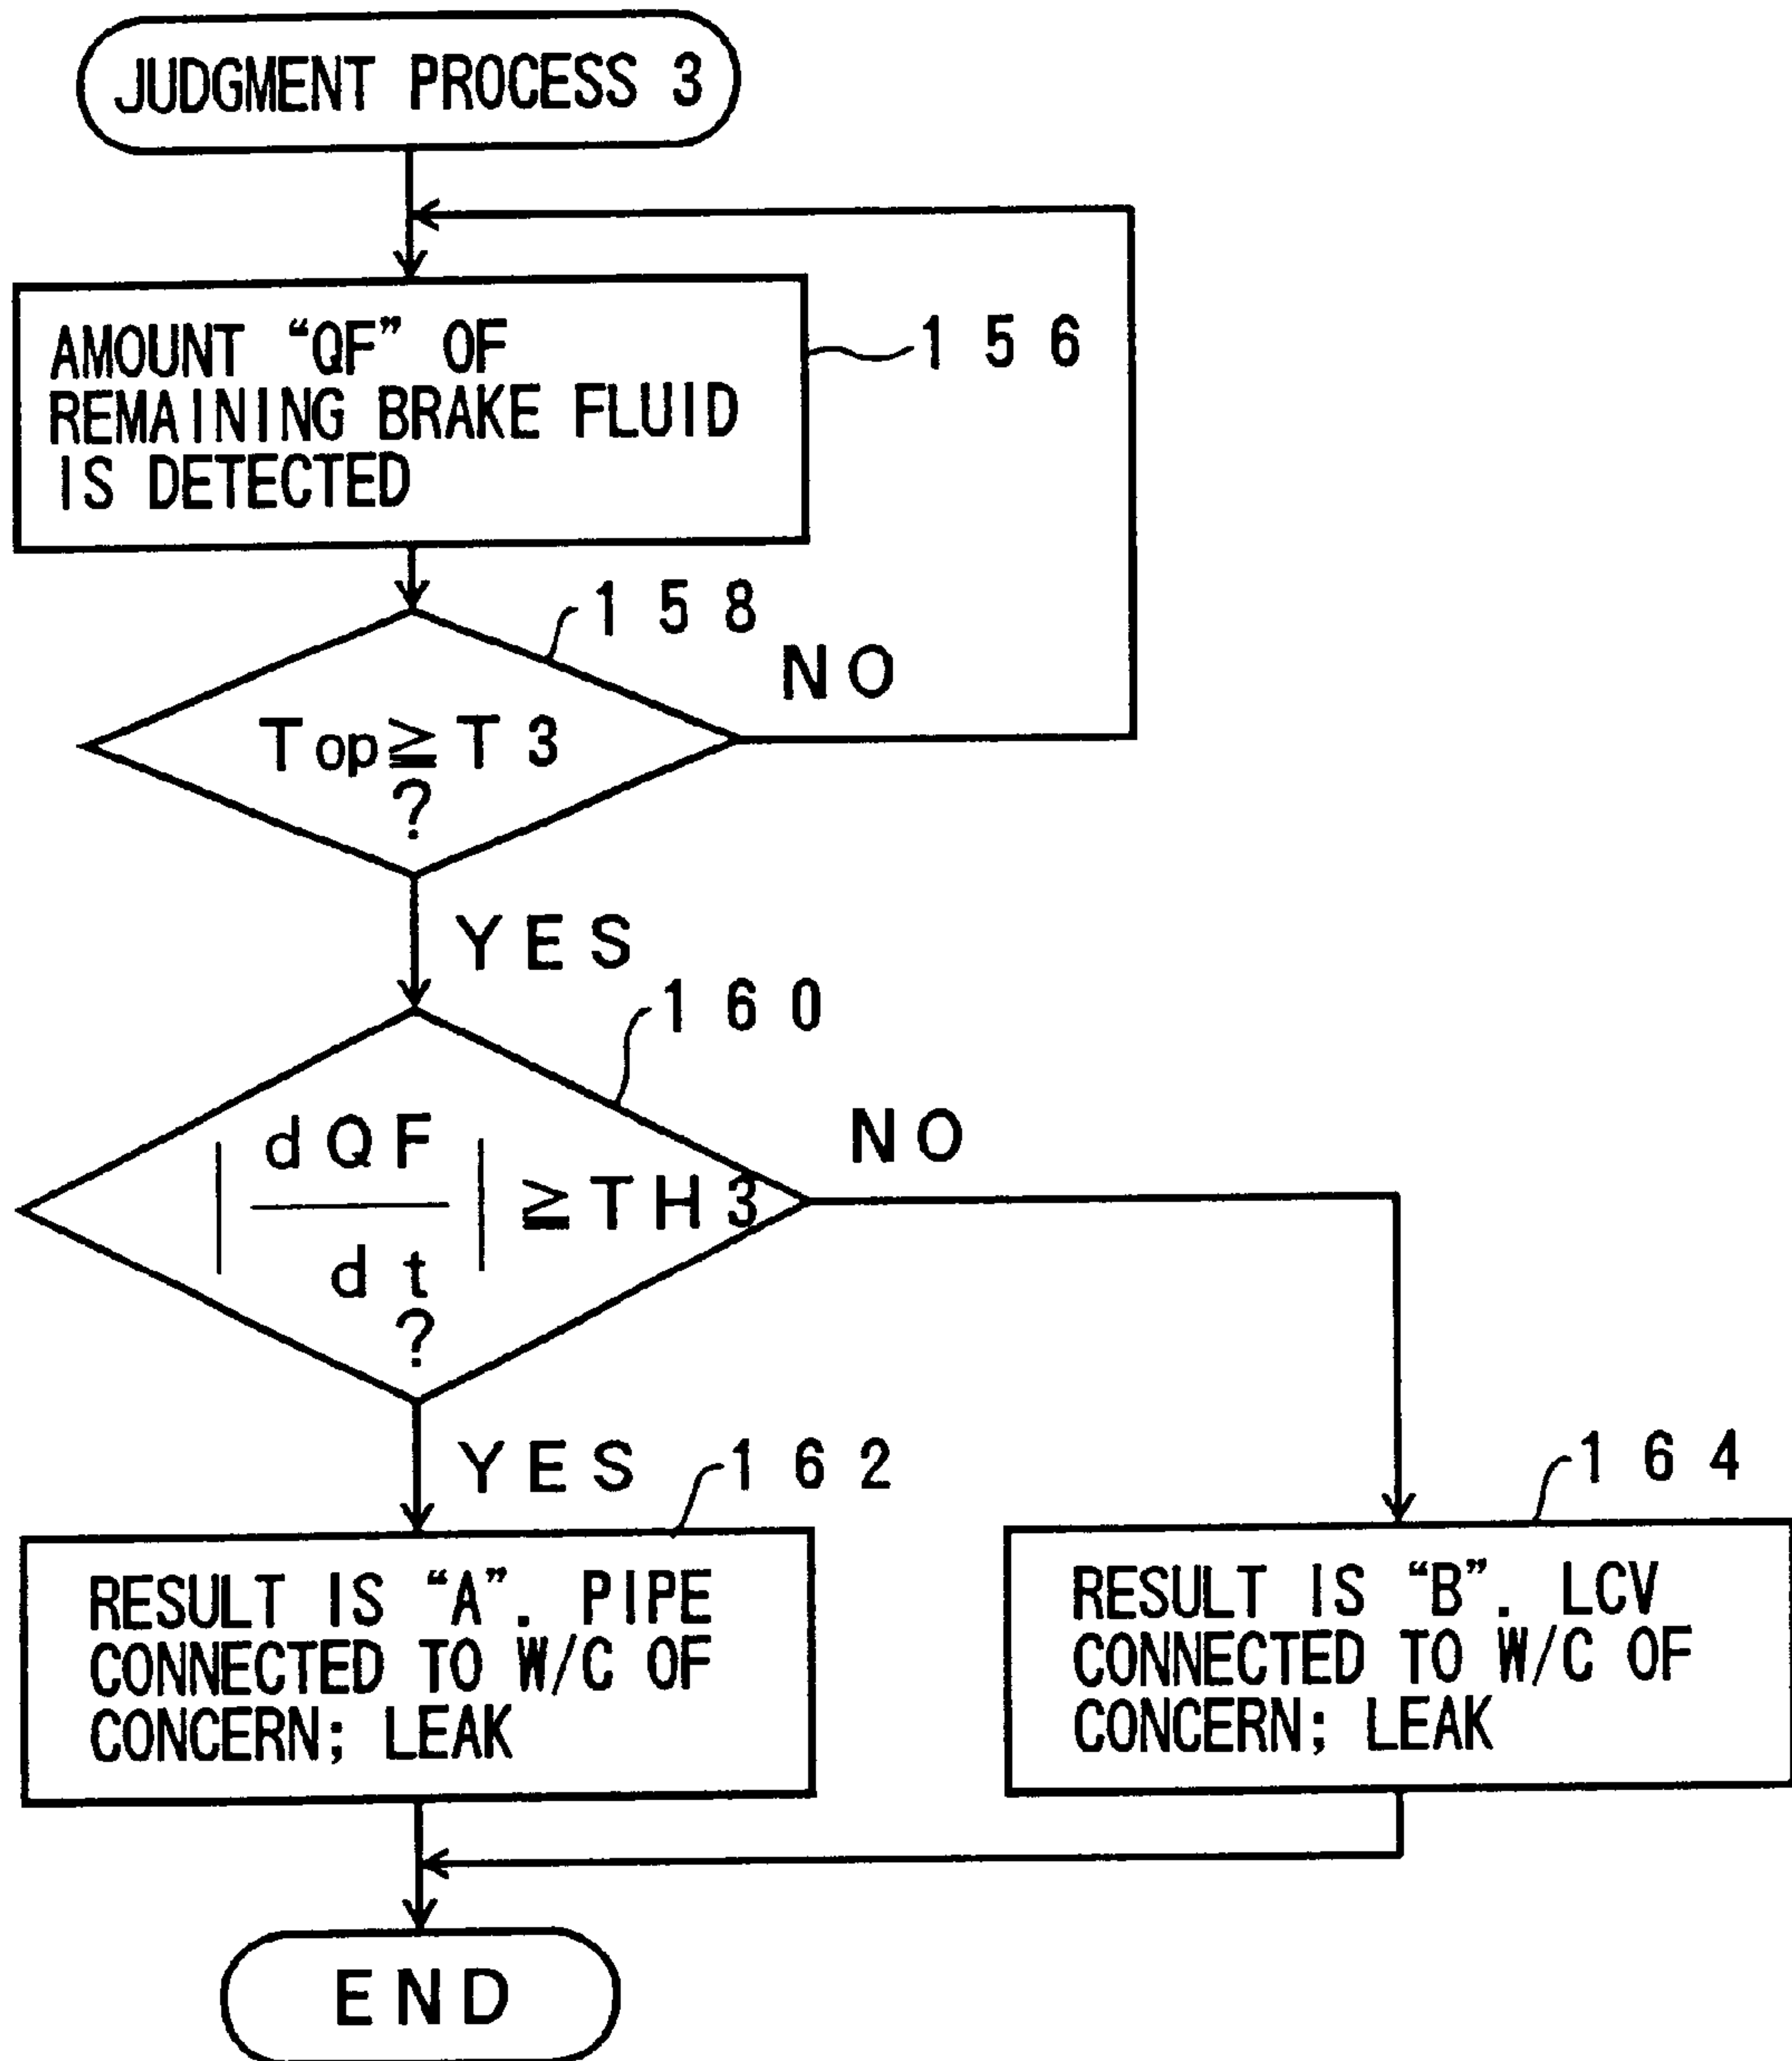 JUDGMENT PROCESS 3
AMOUNT “QF” OF
REMAINING BRAKE FLUID
IS DETECTED
156
158
NO
Top≧T3
?
YES
160
NO
| dQF / dt | ≧TH3
?
YES
162
164
RESULT IS “A”. PIPE
CONNECTED TO W/C OF
CONCERN; LEAK
RESULT IS “B”. LCV
CONNECTED TO W/C OF
CONCERN; LEAK
END